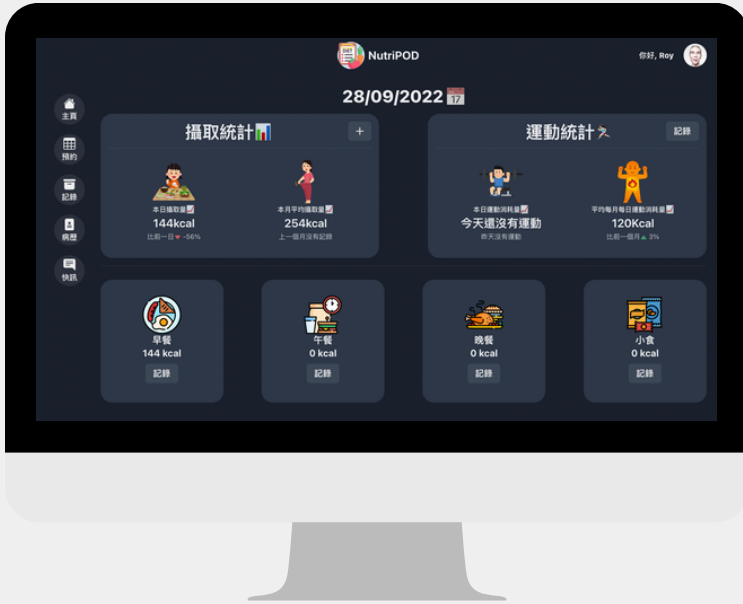 NutriPOD
你好, Roy
28/09/2022
17
主頁
預約
記錄
病歷
快訊
攝取統計
+
本日攝取量
144kcal
比前一日 -56%
本月平均攝取量
254kcal
上一個月沒有記錄
運動統計
記錄
本日運動消耗量
今天還沒有運動
昨天沒有運動
平均每月每日運動消耗量
120Kcal
比前一個月 3%
早餐
144 kcal
記錄
午餐
0 kcal
記錄
晚餐
0 kcal
記錄
小食
0 kcal
記錄